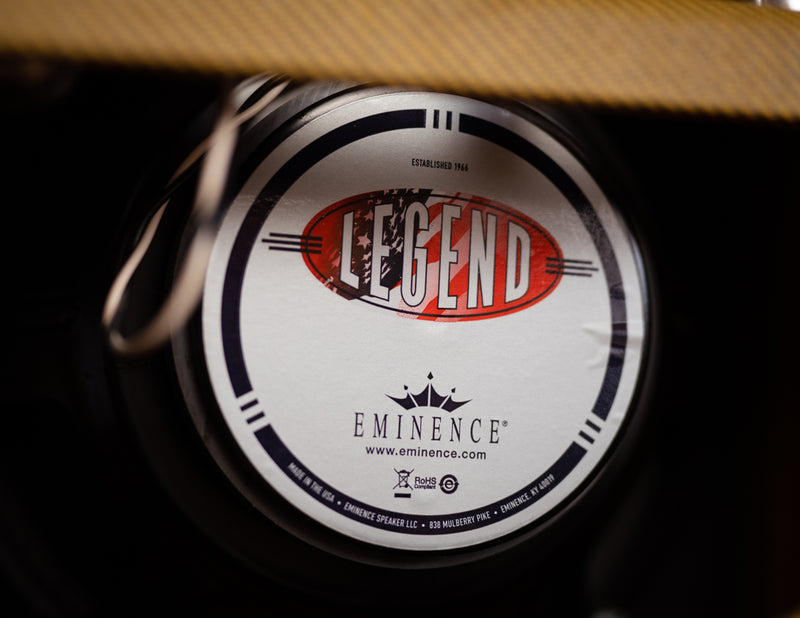 ESTABLISHED 1966
LEGEND
EMINENCE®
www.eminence.com
RoHS
Compliant
e
MADE IN THE USA • EMINENCE SPEAKER LLC • 838 MULBERRY PIKE • EMINENCE, KY 40019